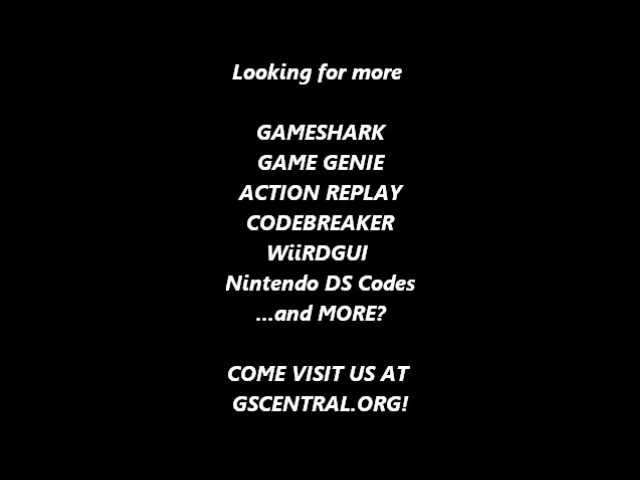 Looking for more
GAMESHARK
GAME GENIE
ACTION REPLAY
CODEBREAKER
WiiRDGUI
Nintendo DS Codes
...and MORE?
COME VISIT US AT
GSCENTRAL.ORG!